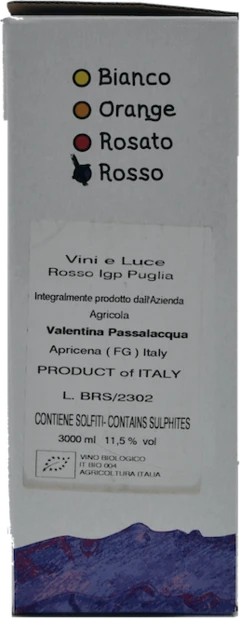 Bianco
Orange
Rosato
Rosso
Vini e Luce
Rosso Igp Puglia
Integralmente prodotto dall'Azienda
Agricola
Valentina Passalacqua
Apricena ( FG ) Italy
PRODUCT of ITALY
L. BRS/2302
CONTIENE SOLFITI- CONTAINS SULPHITES
3000 ml 11,5 % vol
VINO BIOLOGICO
IT BIO 004
AGRICOLTURA ITALIA